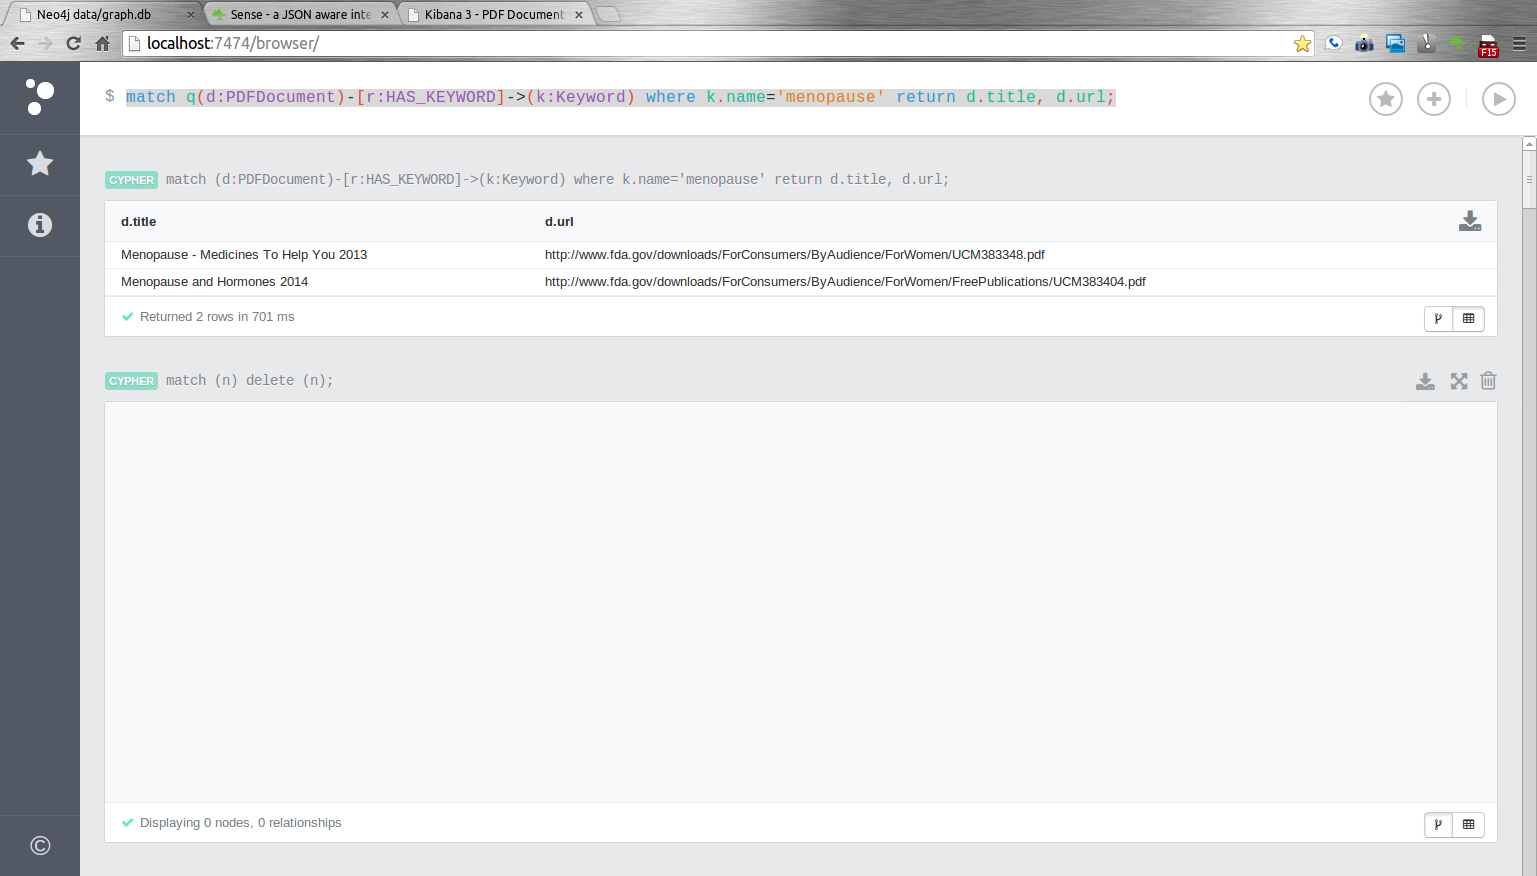 Neo4j data/graph.db
Sense - a JSON aware inte
Kibana 3 - PDF Document
localhost:7474/browser/
F15
$ match q(d:PDFDocument)-[r:HAS_KEYWORD]->(k:Keyword) where k.name='menopause' return d.title, d.url;
CYPHER match (d:PDFDocument)-[r:HAS_KEYWORD]->(k:Keyword) where k.name='menopause' return d.title, d.url;
d.title d.url
Menopause - Medicines To Help You 2013 http://www.fda.gov/downloads/ForConsumers/ByAudience/ForWomen/UCM383348.pdf
Menopause and Hormones 2014 http://www.fda.gov/downloads/ForConsumers/ByAudience/ForWomen/FreePublications/UCM383404.pdf
Returned 2 rows in 701 ms
CYPHER match (n) delete (n);
Displaying 0 nodes, 0 relationships
©